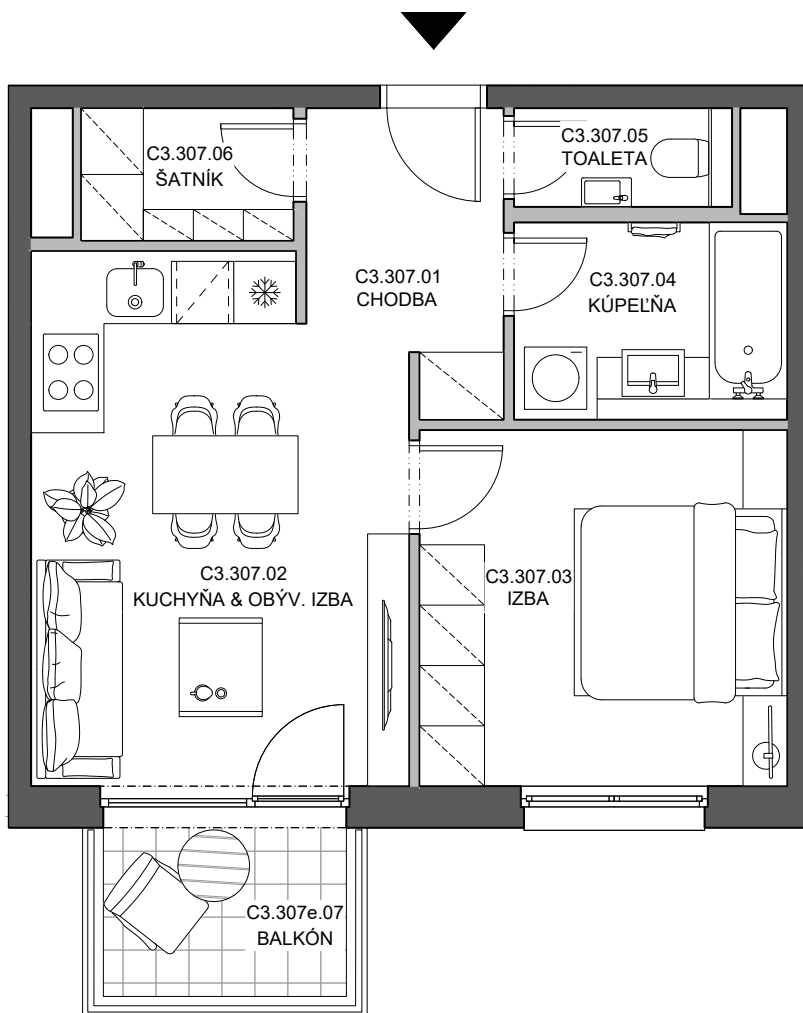 C3.307.06
ŠATNÍK
C3.307.05
TOALETA
C3.307.01
CHODBA
C3.307.04
KÚPEĽŇA
C3.307.02
KUCHYŇA & OBÝV. IZBA
C3.307.03
IZBA
C3.307e.07
BALKÓN